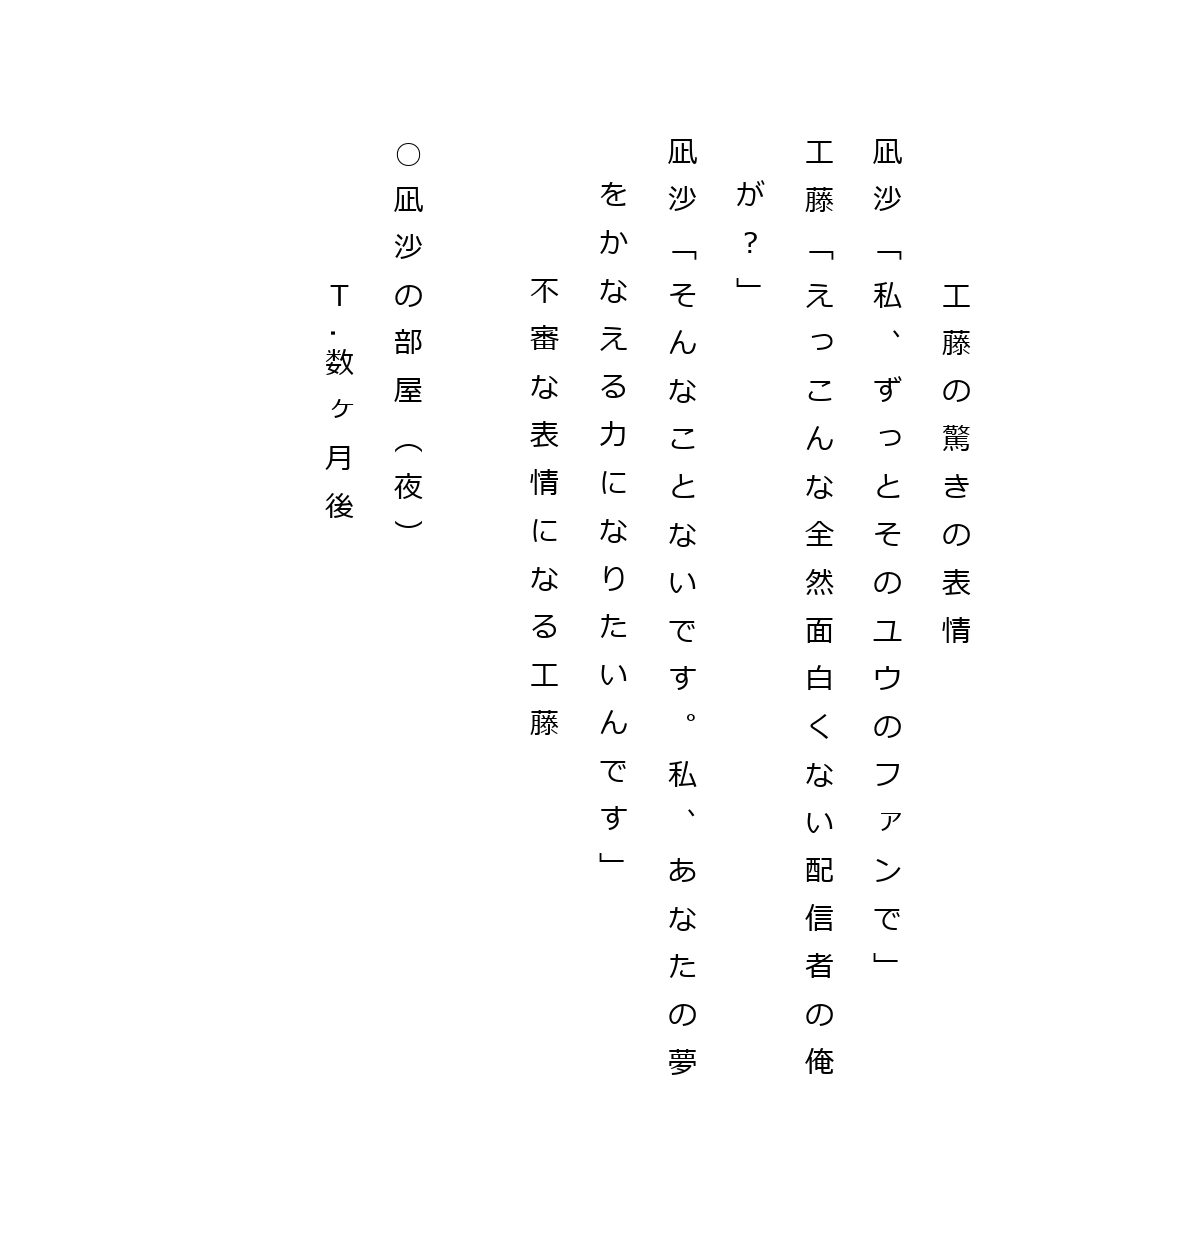 工藤の驚きの表情
凪沙「私、ずっとそのユウのファンで」
工藤「えっこんな全然面白くない配信者の俺
が？」
凪沙「そんなことないです。私、あなたの夢
をかなえる力になりたいんです」
不審な表情になる工藤
○凪沙の部屋（夜）
Ｔ．数ヶ月後